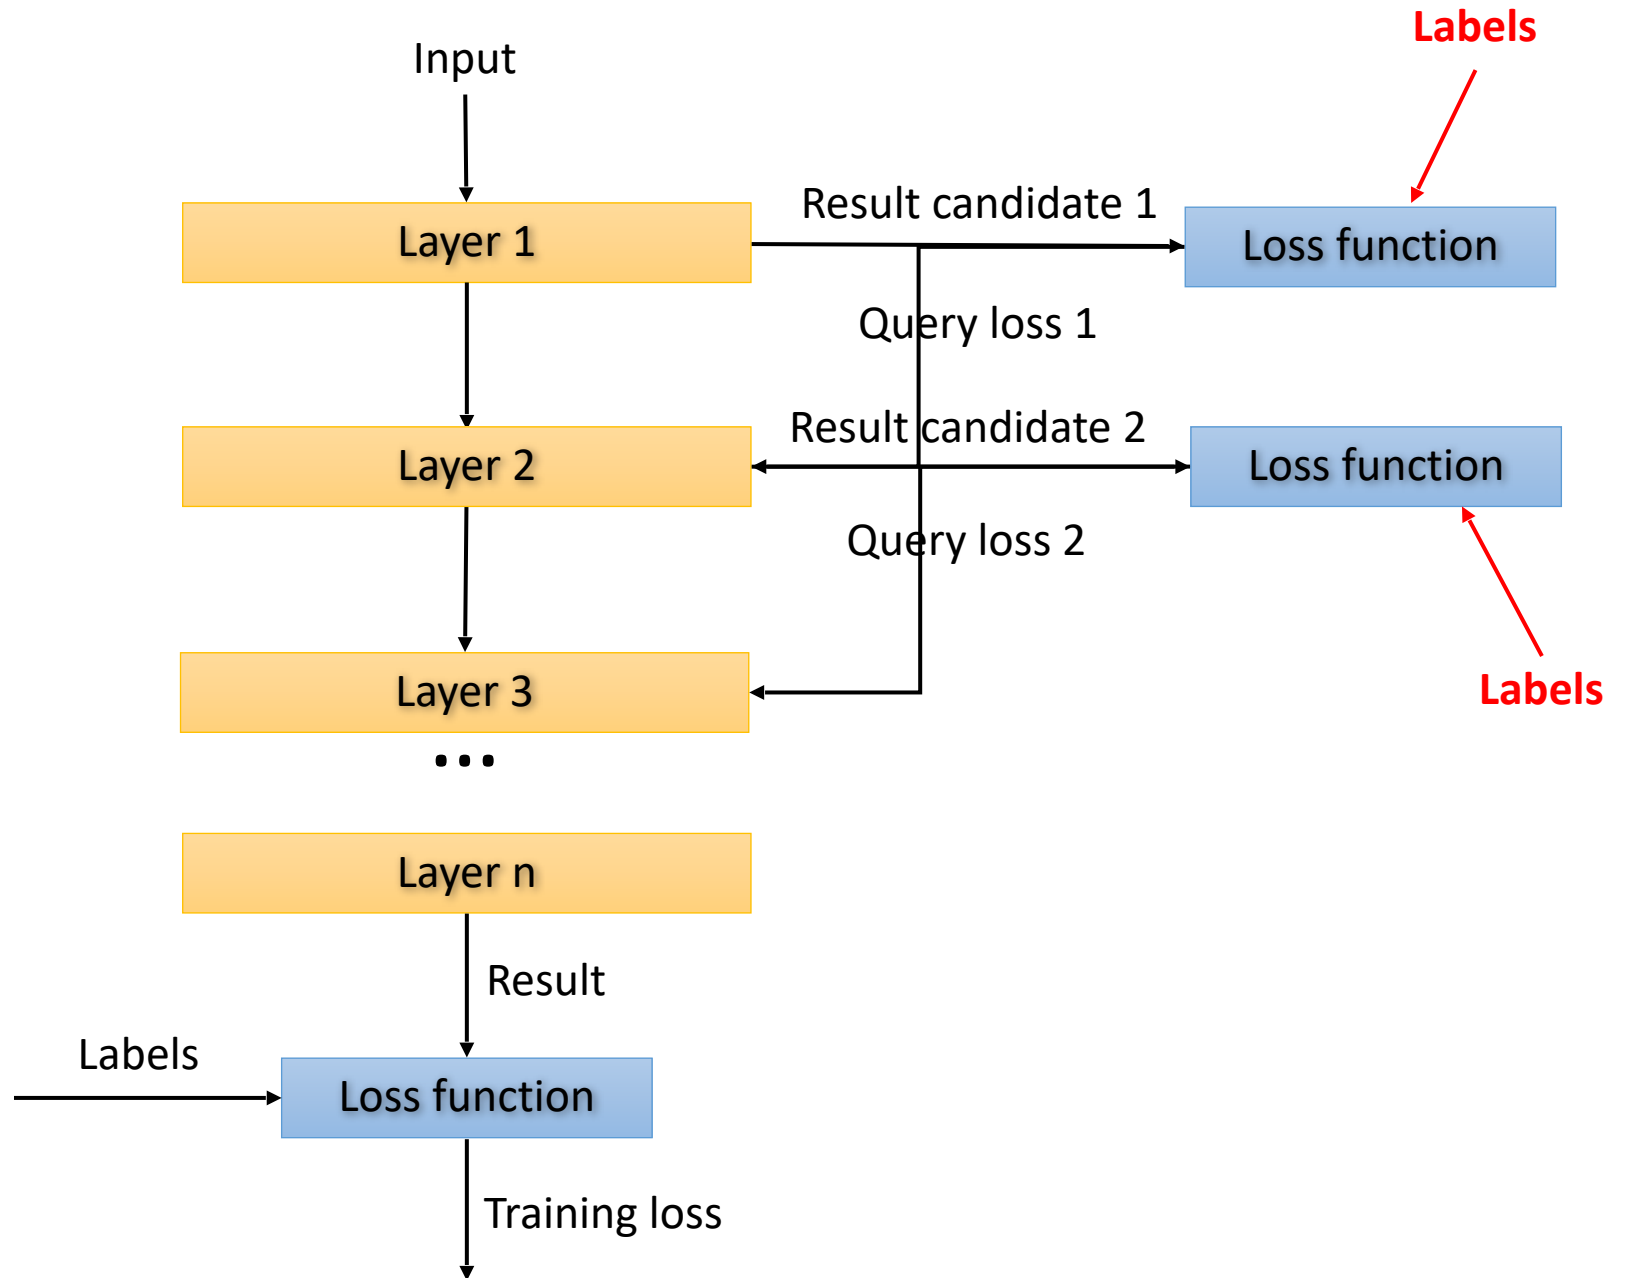 Labels
Input
Result candidate 1
Layer 1
Loss function
Query loss 1
Result candidate 2
Layer 2
Loss function
Query loss 2
Layer 3
Labels
...
Layer n
Result
Labels
Loss function
Training loss